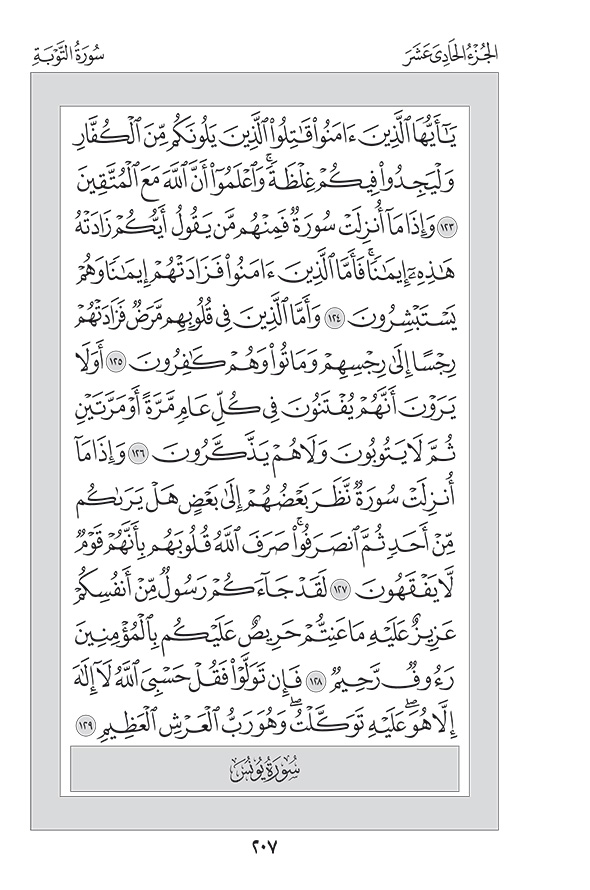 الجُزْءُ الحَادِي عَشَرَ
سُورَةُ التَّوْبَةِ
يَٰٓأَيُّهَا ٱلَّذِينَ ءَامَنُواْ قَٰتِلُواْ ٱلَّذِينَ يَلُونَكُم مِّنَ ٱلۡكُفَّارِ
وَلۡيَجِدُواْ فِيكُمۡ غِلۡظَةٗۚ وَٱعۡلَمُوٓاْ أَنَّ ٱللَّهَ مَعَ ٱلۡمُتَّقِينَ
١٢٣ وَإِذَا مَآ أُنزِلَتۡ سُورَةٞ فَمِنۡهُم مَّن يَقُولُ أَيُّكُمۡ زَادَتۡهُ
هَٰذِهِۦٓ إِيمَٰنٗاۚ فَأَمَّا ٱلَّذِينَ ءَامَنُواْ فَزَادَتۡهُمۡ إِيمَٰنٗا وَهُمۡ
يَسۡتَبۡشِرُونَ ١٢٤ وَأَمَّا ٱلَّذِينَ فِي قُلُوبِهِم مَّرَضٞ فَزَادَتۡهُمۡ
رِجۡسًا إِلَىٰ رِجۡسِهِمۡ وَمَاتُواْ وَهُمۡ كَٰفِرُونَ ١٢٥ أَوَلَا
يَرَوۡنَ أَنَّهُمۡ يُفۡتَنُونَ فِي كُلِّ عَامٖ مَّرَّةً أَوۡ مَرَّتَيۡنِ
ثُمَّ لَا يَتُوبُونَ وَلَا هُمۡ يَذَّكَّرُونَ ١٢٦ وَإِذَا مَآ
أُنزِلَتۡ سُورَةٞ نَّظَرَ بَعۡضُهُمۡ إِلَىٰ بَعۡضٍ هَلۡ يَرَىٰكُم
مِّنۡ أَحَدٖ ثُمَّ ٱنصَرَفُواْۚ صَرَفَ ٱللَّهُ قُلُوبَهُم بِأَنَّهُمۡ قَوۡمٞ
لَّا يَفۡقَهُونَ ١٢٧ لَقَدۡ جَآءَكُمۡ رَسُولٞ مِّنۡ أَنفُسِكُمۡ
عَزِيزٌ عَلَيۡهِ مَا عَنِتُّمۡ حَرِيصٌ عَلَيۡكُم بِٱلۡمُؤۡمِنِينَ
رَءُوفٞ رَّحِيمٞ ١٢٨ فَإِن تَوَلَّوۡاْ فَقُلۡ حَسۡبِيَ ٱللَّهُ لَآ إِلَٰهَ
إِلَّا هُوَۖ عَلَيۡهِ تَوَكَّلۡتُۖ وَهُوَ رَبُّ ٱلۡعَرۡشِ ٱلۡعَظِيمِ ١٢٩
سُورَةُ يُونُسَ
٢٠٧